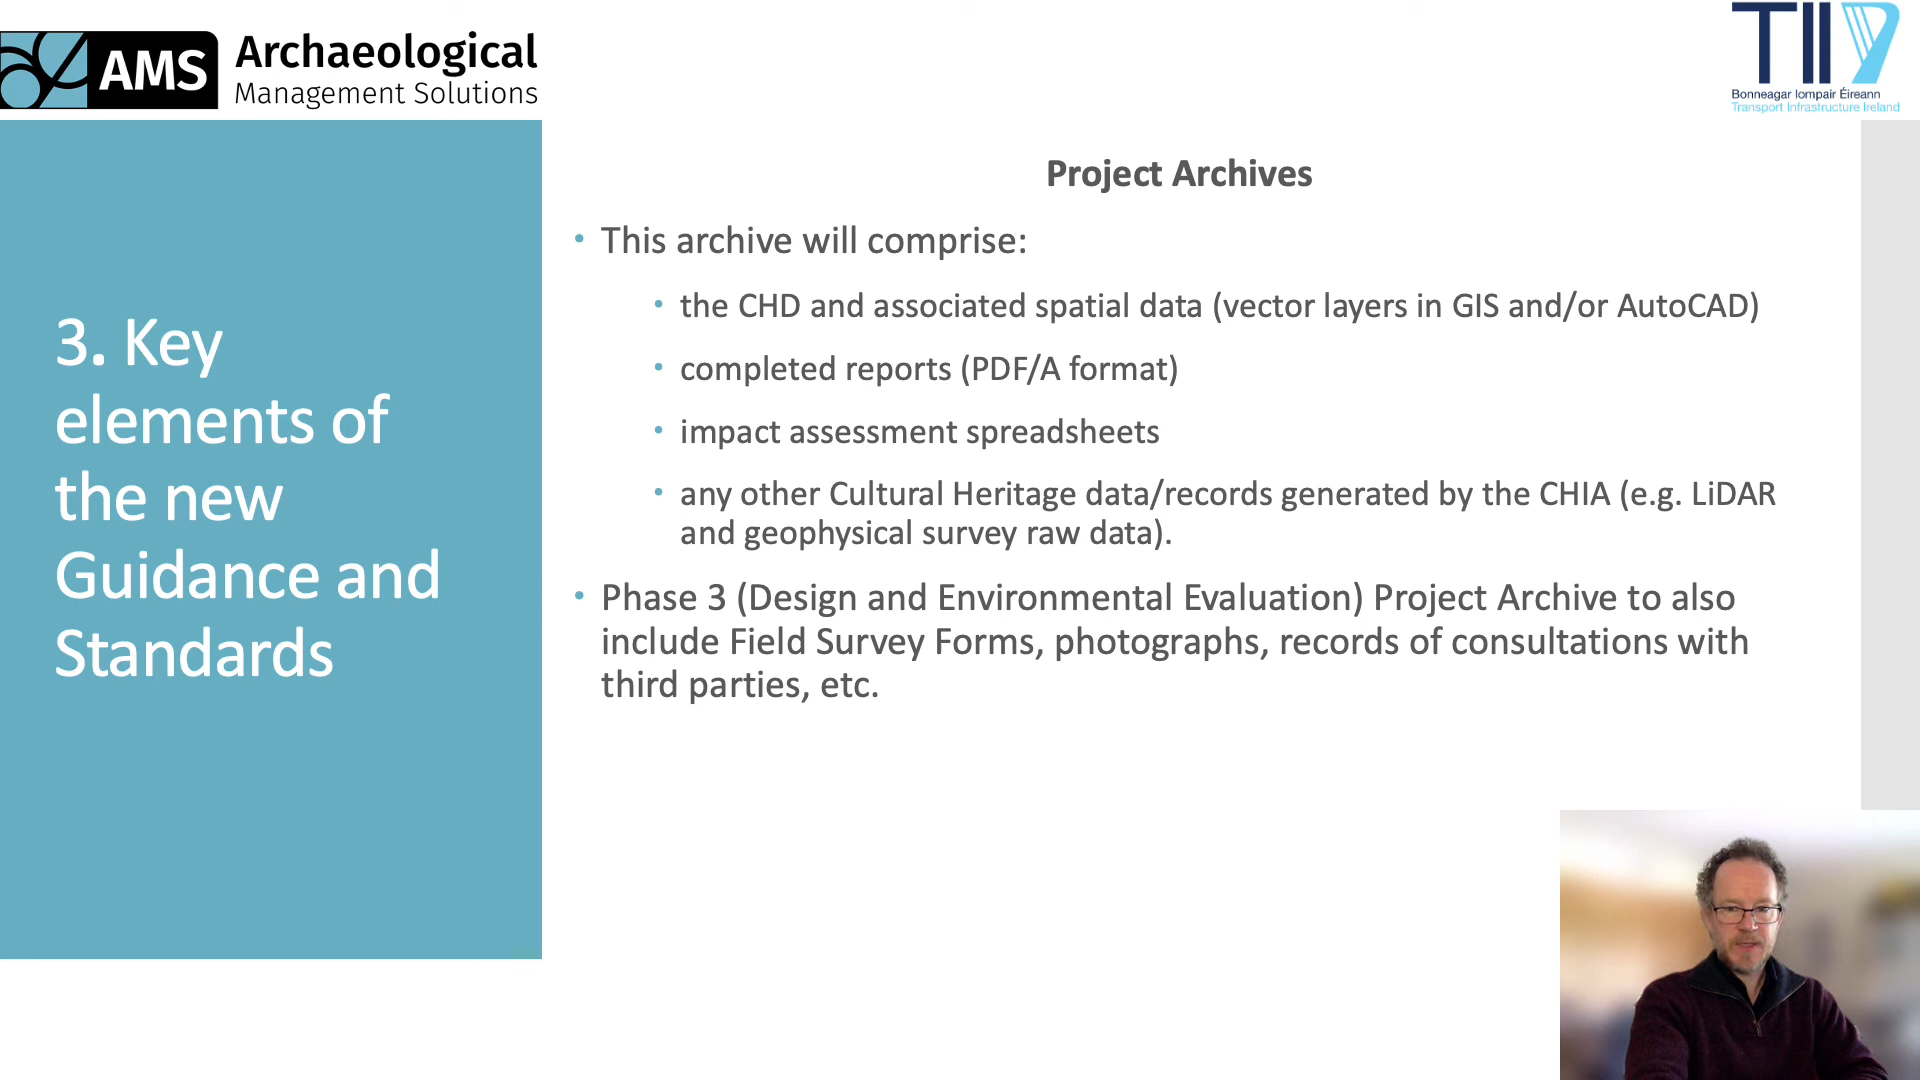 AMS Archaeological
Management Solutions
TII
Bonneagar Iompair Éireann
Transport Infrastructure Ireland
3. Key
elements of
the new
Guidance and
Standards
Project Archives
• This archive will comprise:
• the CHD and associated spatial data (vector layers in GIS and/or AutoCAD)
• completed reports (PDF/A format)
• impact assessment spreadsheets
• any other Cultural Heritage data/records generated by the CHIA (e.g. LiDAR
and geophysical survey raw data).
• Phase 3 (Design and Environmental Evaluation) Project Archive to also
include Field Survey Forms, photographs, records of consultations with
third parties, etc.